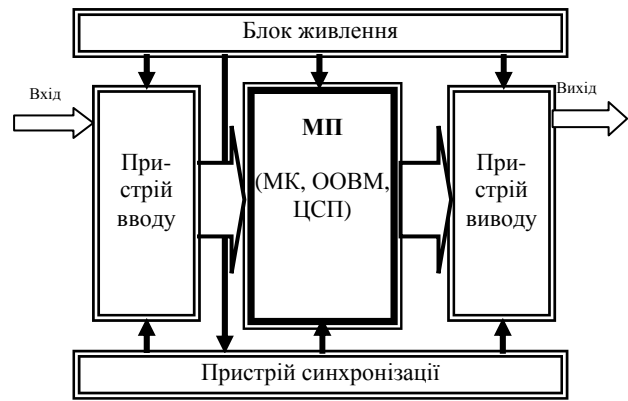 Блок живлення
Вхід
Вихід
При-
стрій
вводу
МП
(МК, ООВМ,
ЦСП)
При-
стрій
виводу
Пристрій синхронізації